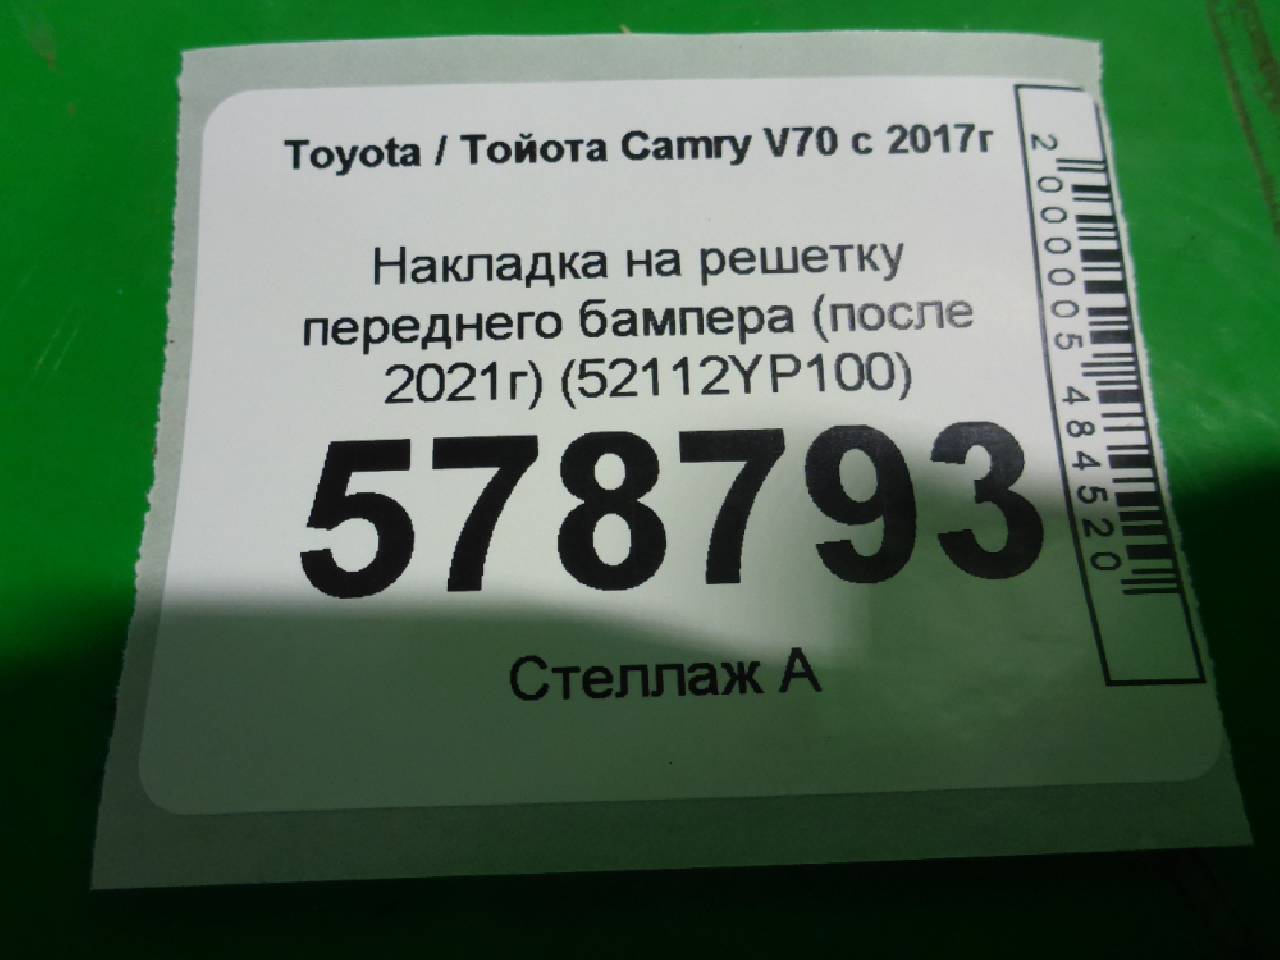 Toyota / Тойота Camry V70 с 2017г
Накладка на решетку
переднего бампера (после
2021г) (52112YP100)
578793
Стеллаж А
2000005484520